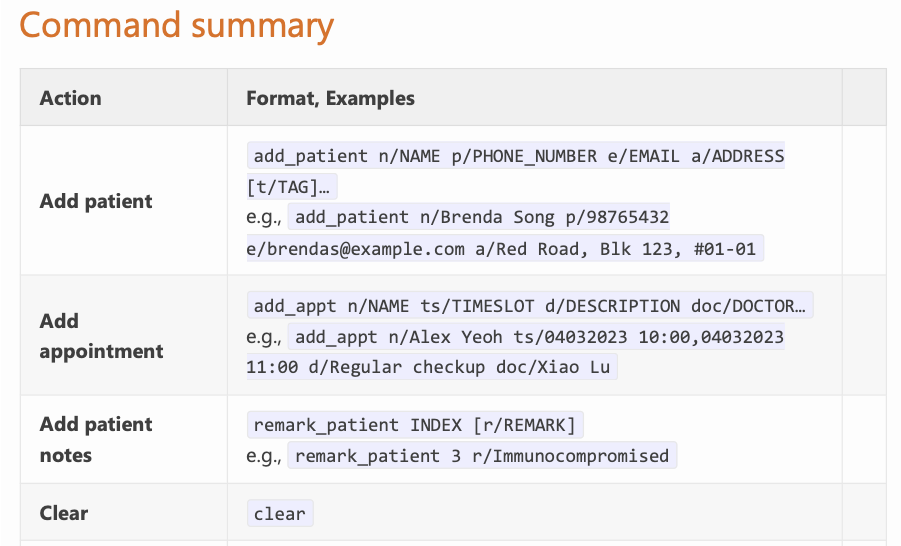 Command summary
Action
Format, Examples
Add patient
add_patient n/NAME p/PHONE_NUMBER e/EMAIL a/ADDRESS
[t/TAG]…
e.g., add_patient n/Brenda Song p/98765432
e/brendas@example.com a/Red Road, Blk 123, #01-01
Add
appointment
add_appt n/NAME ts/TIMESLOT d/DESCRIPTION doc/DOCTOR…
e.g., add_appt n/Alex Yeoh ts/04032023 10:00,04032023
11:00 d/Regular checkup doc/Xiao Lu
Add patient
notes
remark_patient INDEX [r/REMARK]
e.g., remark_patient 3 r/Immunocompromised
Clear
clear